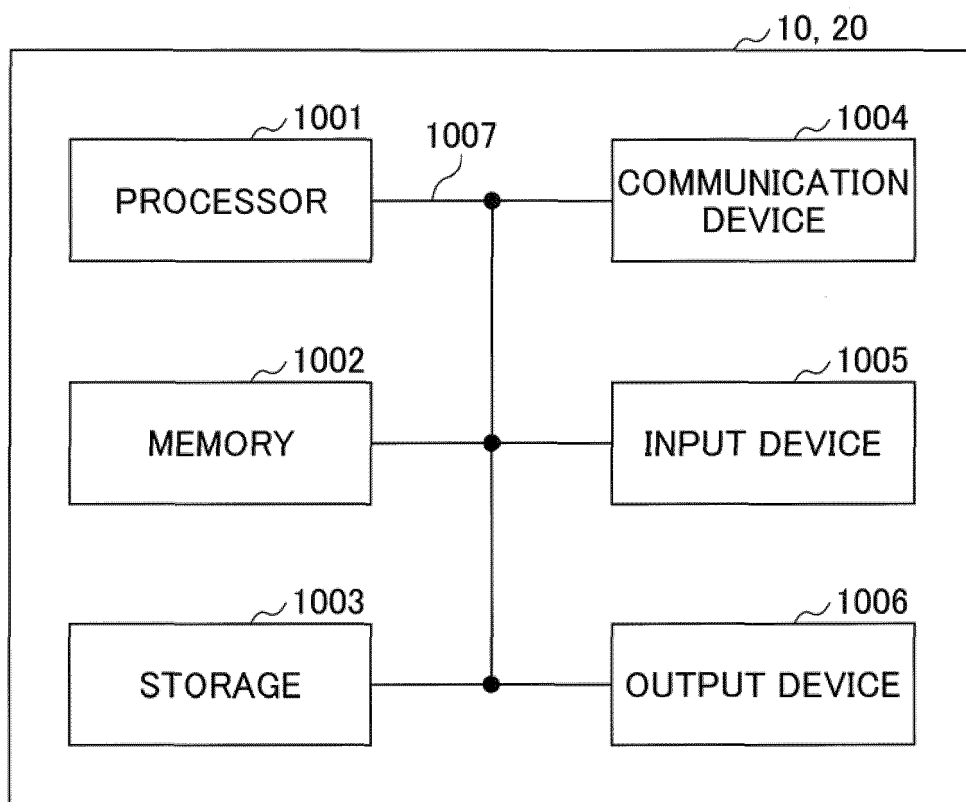 10, 20
1001
1007
1004
PROCESSOR
COMMUNICATION
DEVICE
1002
1005
MEMORY
INPUT DEVICE
1003
1006
STORAGE
OUTPUT DEVICE